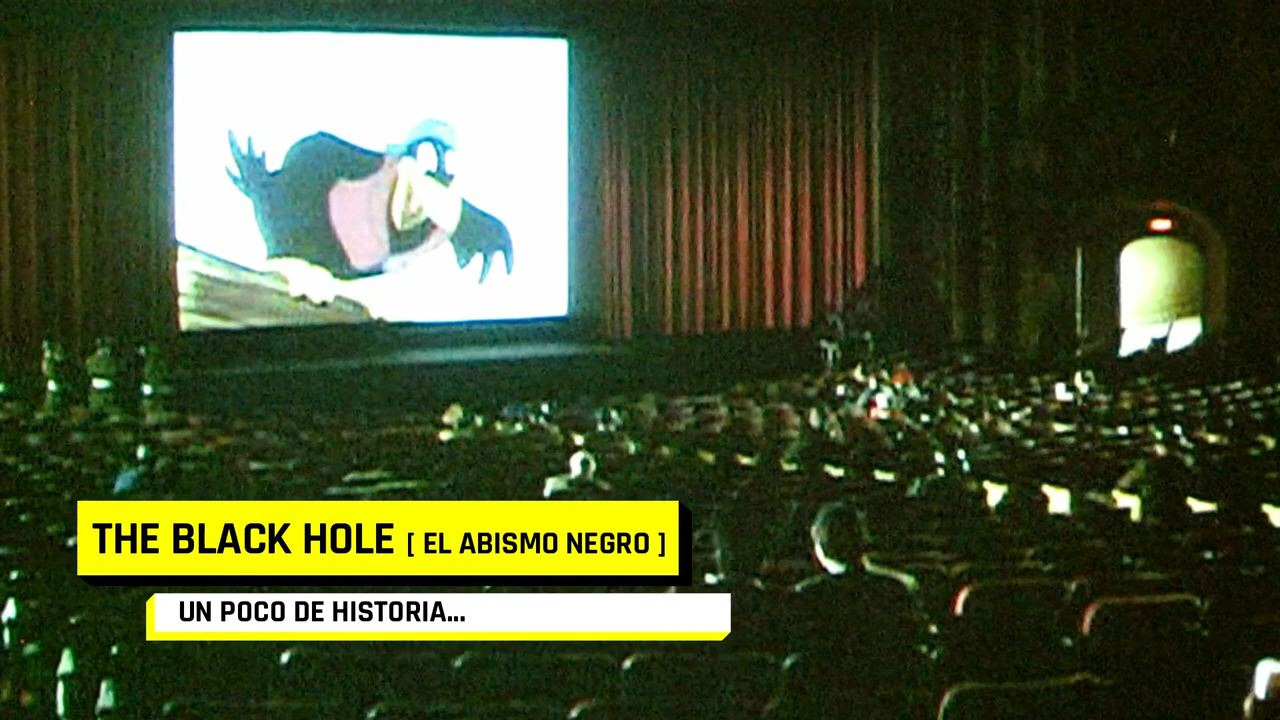 THE BLACK HOLE [ EL ABISMO NEGRO ]
UN POCO DE HISTORIA...